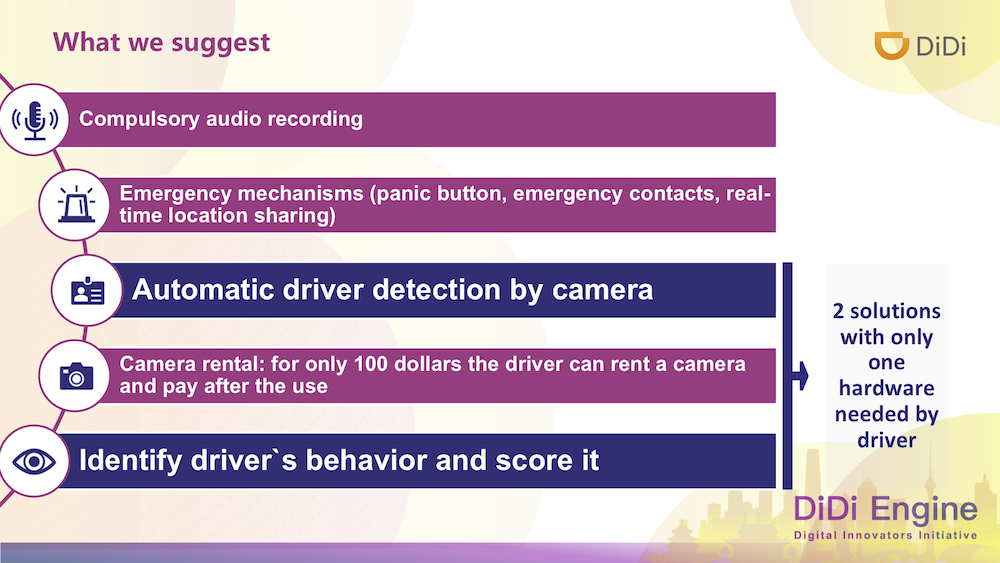 What we suggest
DiDi
Compulsory audio recording
Emergency mechanisms (panic button, emergency contacts, real-
time location sharing)
Automatic driver detection by camera
Camera rental: for only 100 dollars the driver can rent a camera
and pay after the use
Identify driver`s behavior and score it
2 solutions
with only
one
hardware
needed by
driver
DiDi Engine
Digital Innovators Initiative